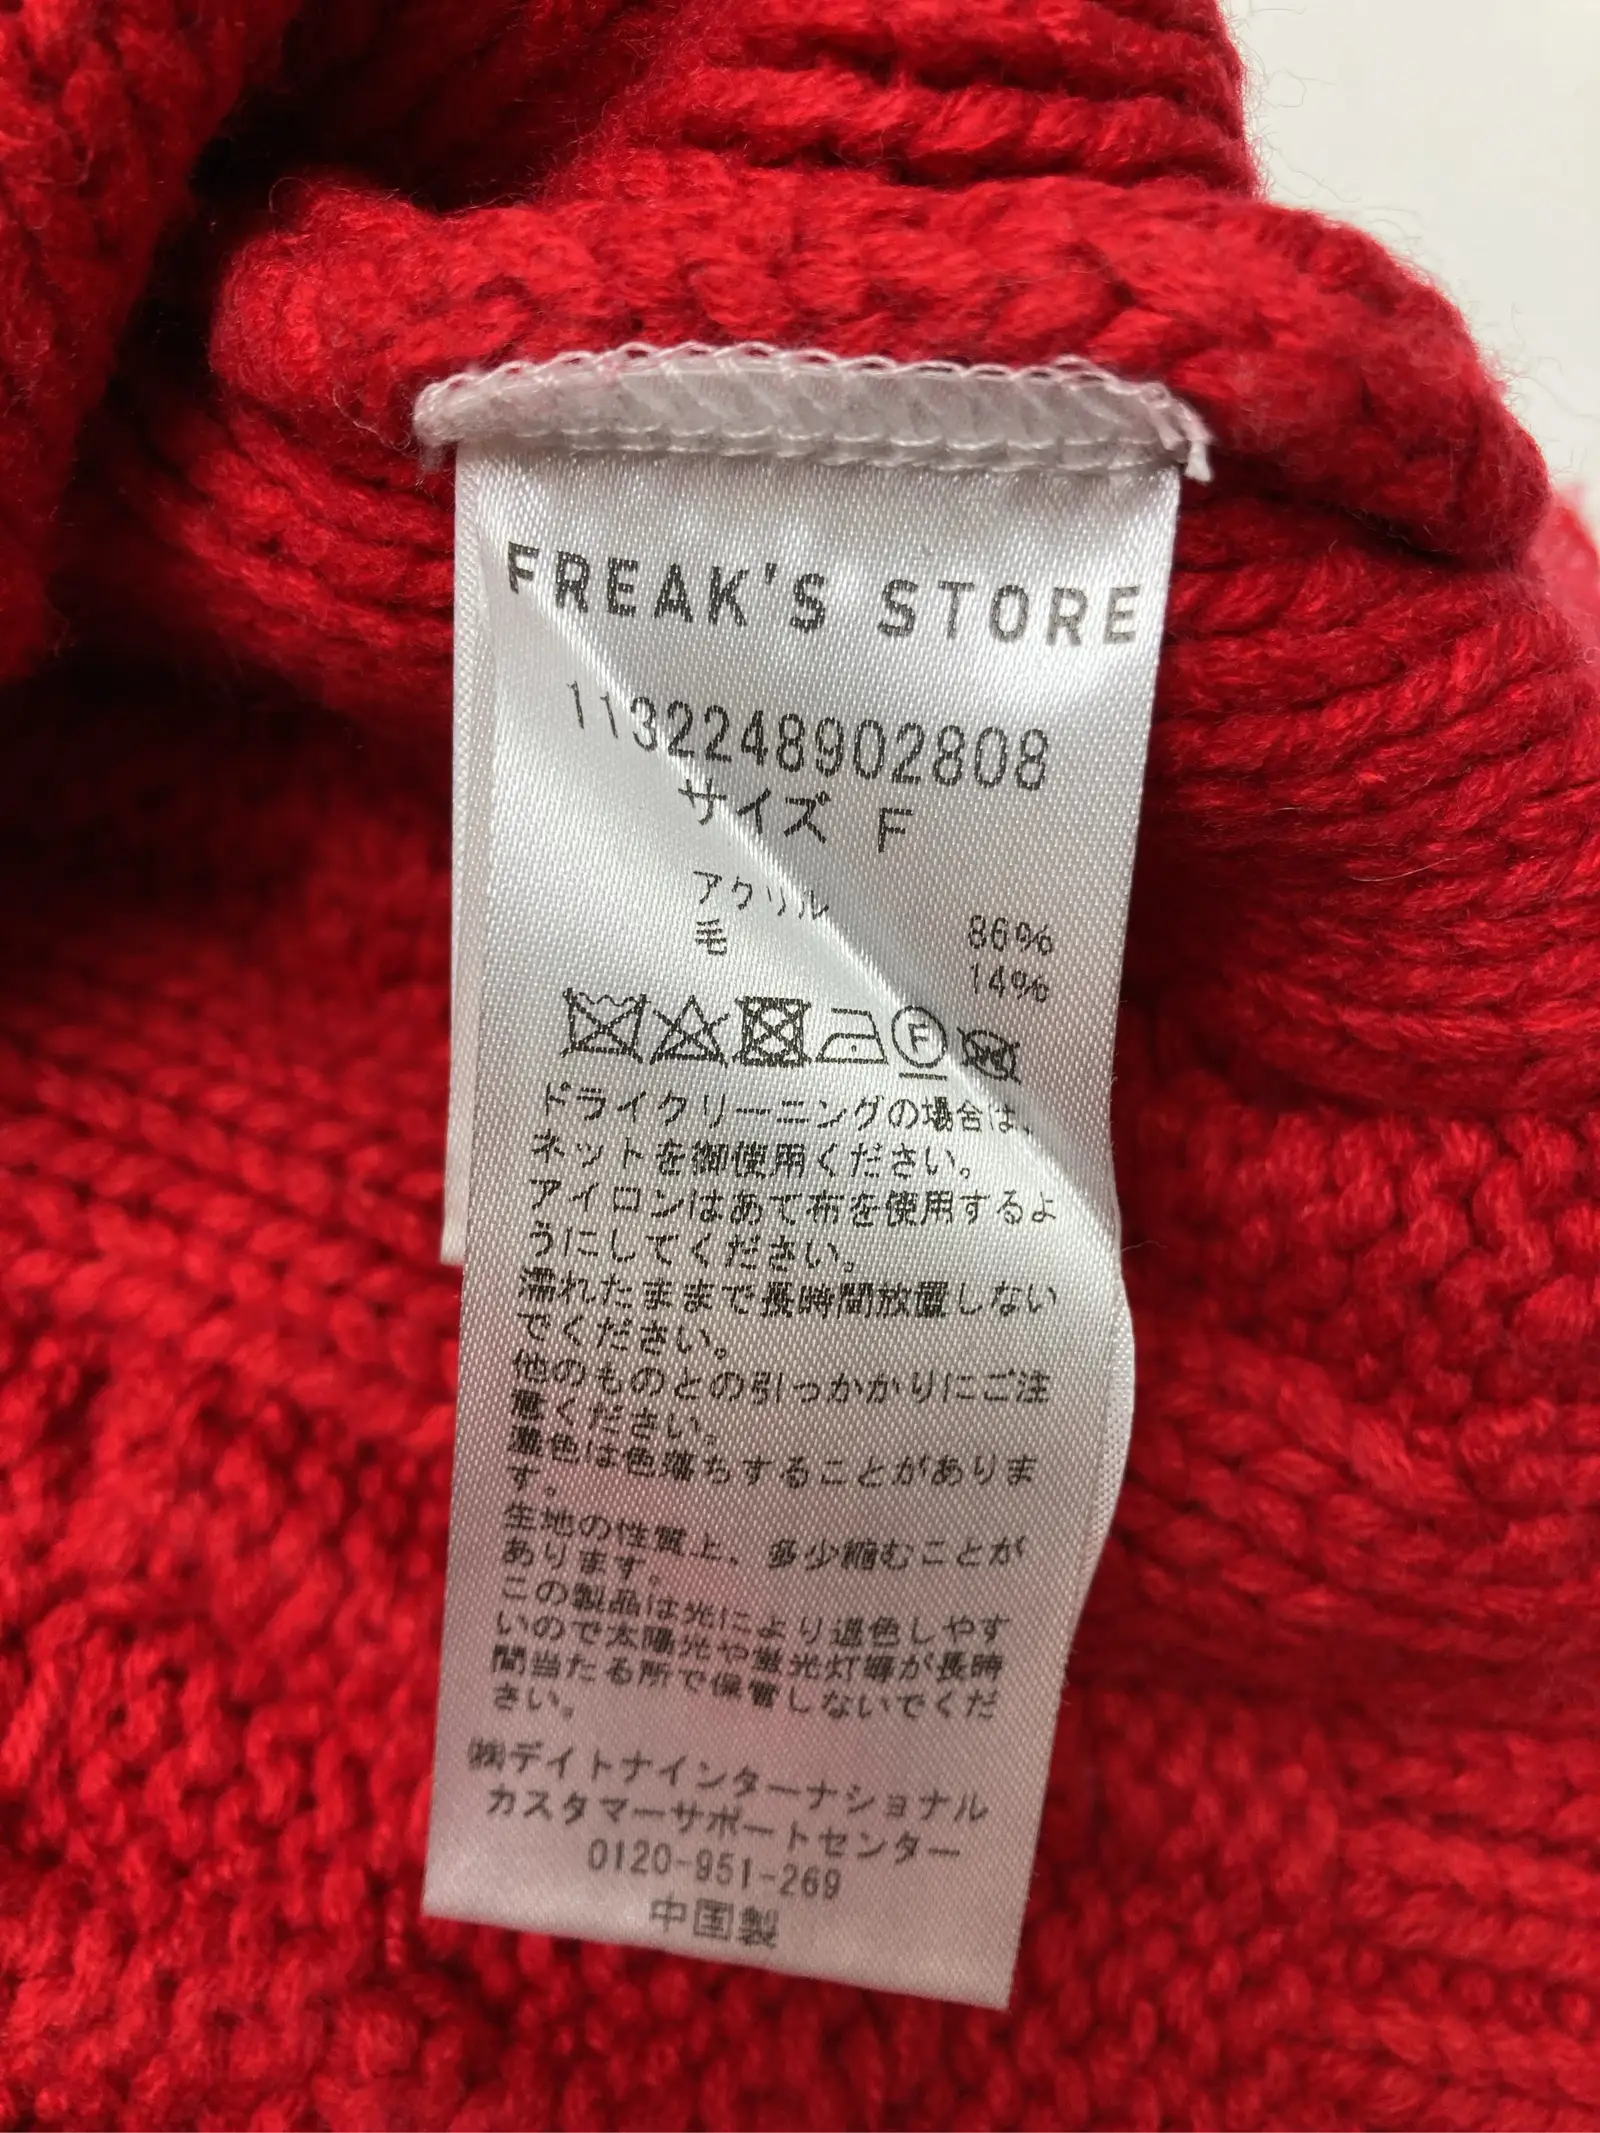 FREAK'S STORE
1132248902808
サイズ F
アクリル 86%
毛 14%
F W
ドライクリーニングの場合は、
ネットを御使用ください。
アイロンはあて布を使用するよ
うにしてください。
濡れたままで長時間放置しない
でください。
他のものとの引っかかりにご注
意ください。
濃色は色落ちすることがありま
す。
生地の性質上、多少縮むことが
あります。
この製品は光により退色しやす
いので太陽光や蛍光灯等が長時
間当たる所で保管しないでくだ
さい。
㈱デイトナインターナショナル
カスタマーサポートセンター
0120-951-269
中国製